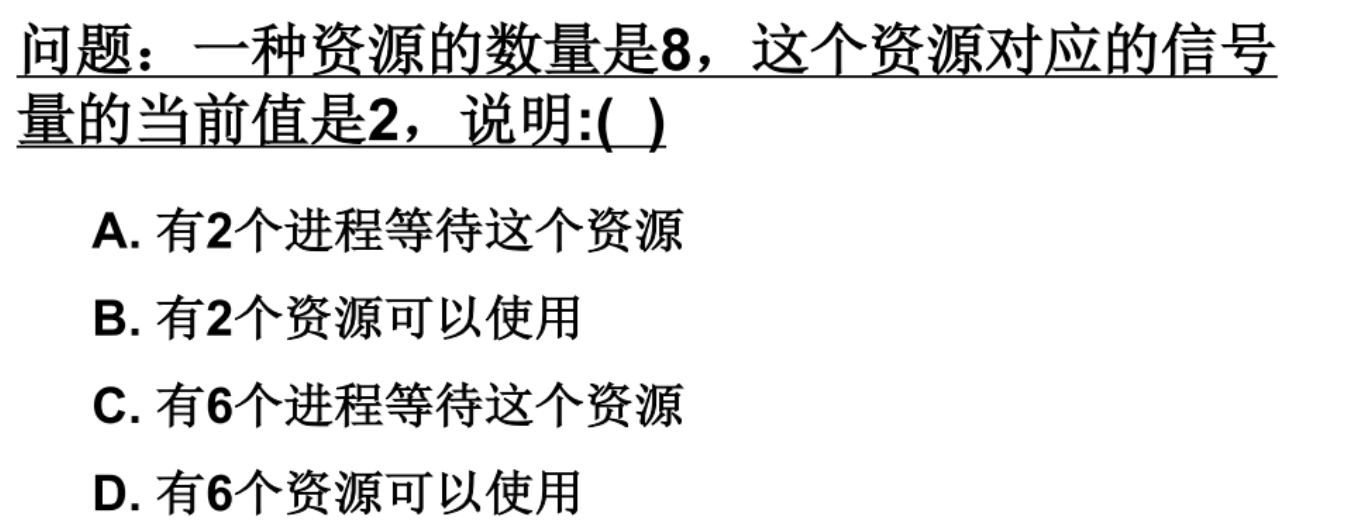 问题：一种资源的数量是8，这个资源对应的信号
量的当前值是2，说明:( )
A. 有2个进程等待这个资源
B. 有2个资源可以使用
C. 有6个进程等待这个资源
D. 有6个资源可以使用